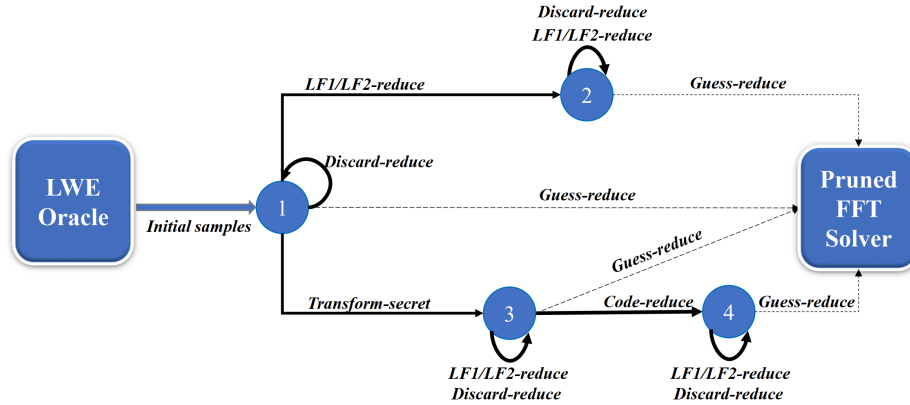 Discard-reduce
LF1/LF2-reduce
2
LF1/LF2-reduce
Guess-reduce
Discard-reduce
LWE
Oracle
Initial samples
1
Guess-reduce
Pruned
FFT
Solver
Guess-reduce
Transform-secret
3
Code-reduce
4
Guess-reduce
LF1/LF2-reduce
Discard-reduce
LF1/LF2-reduce
Discard-reduce